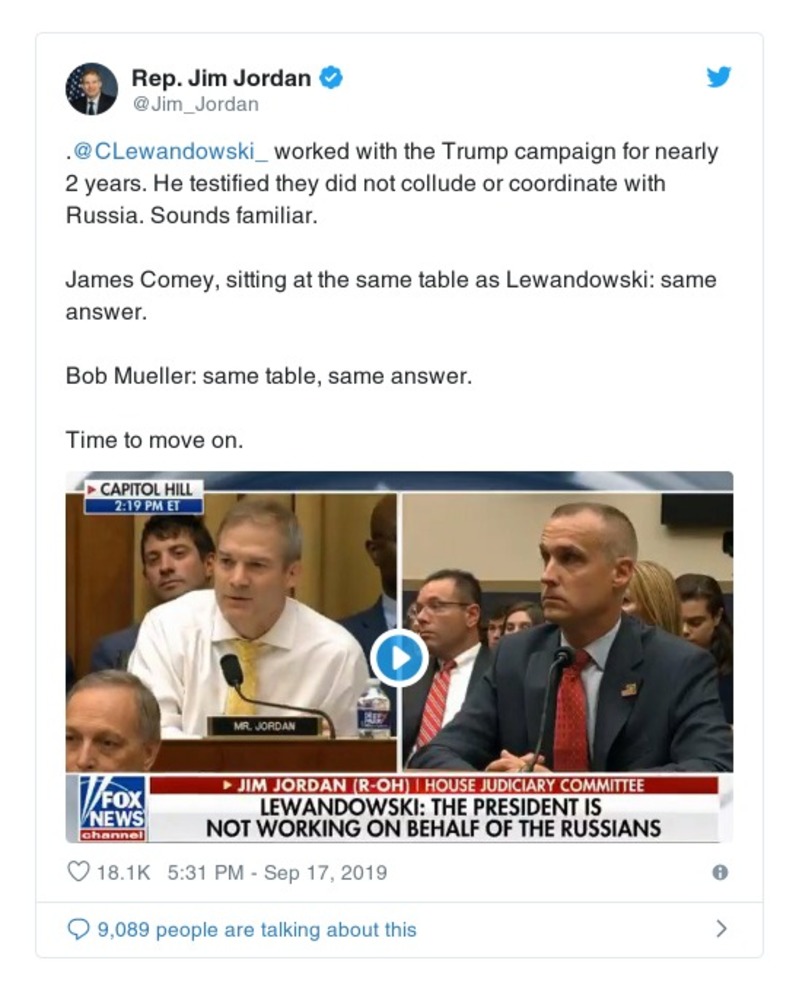 Rep. Jim Jordan
@Jim_Jordan
.@CLewandowski_ worked with the Trump campaign for nearly
2 years. He testified they did not collude or coordinate with
Russia. Sounds familiar.
James Comey, sitting at the same table as Lewandowski: same
answer.
Bob Mueller: same table, same answer.
Time to move on.
CAPITOL HILL
2:19 PM ET
MR. JORDAN
FOX
NEWS
channel
JIM JORDAN (R-OH) | HOUSE JUDICIARY COMMITTEE
LEWANDOWSKI: THE PRESIDENT IS
NOT WORKING ON BEHALF OF THE RUSSIANS
18.1K 5:31 PM - Sep 17, 2019
9,089 people are talking about this